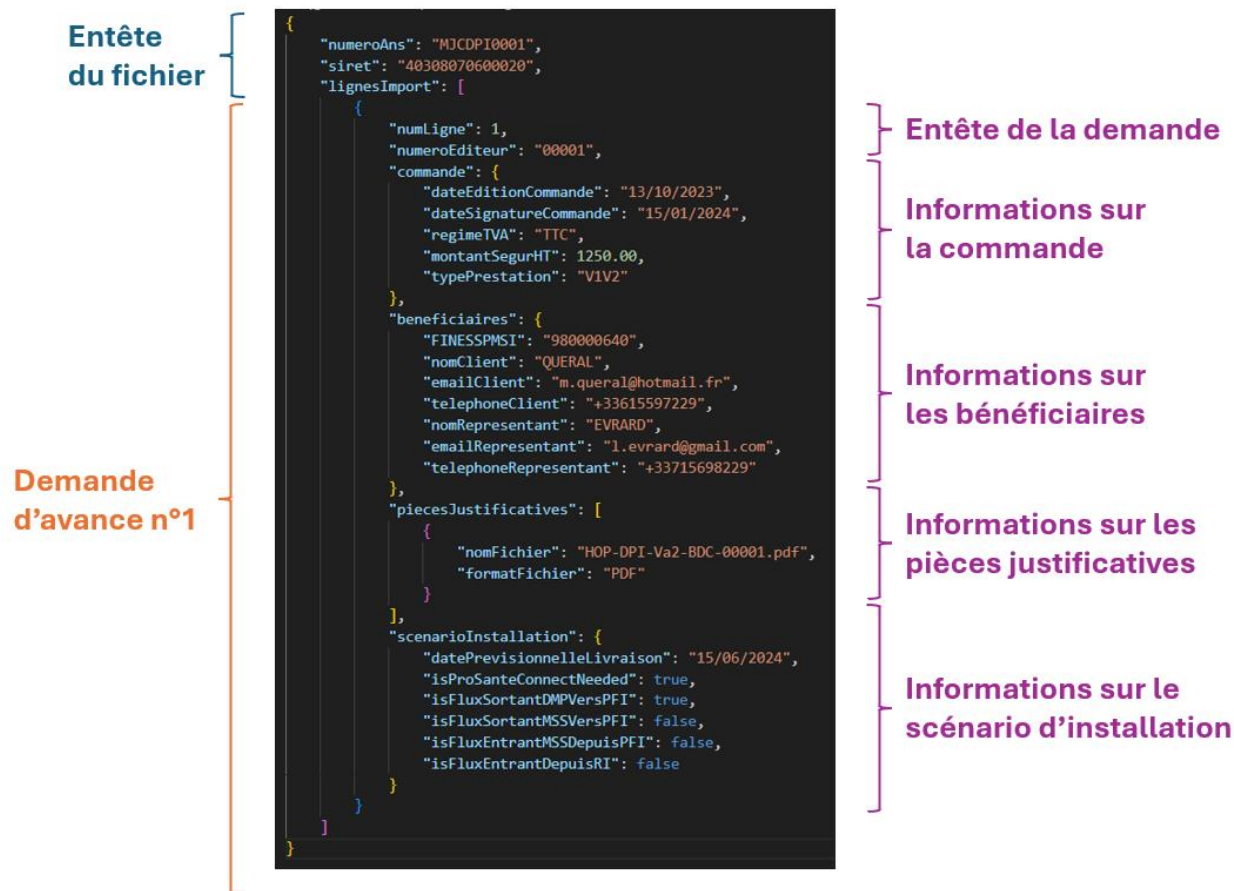 Entête
du fichier
{
"numeroAns": "MJCDPI0001",
"siret": "40308070600020",
"lignesImport": [
Demande
d'avance n°1
{
"numLigne": 1,
"numeroEditeur": "00001",
Entête de la demande
"commande": {
"dateEditionCommande": "13/10/2023",
"dateSignatureCommande": "15/01/2024",
"regimeTVA": "TTC",
"montantSegurHT": 1250.00,
"typePrestation": "V1V2"
},
Informations sur
la commande
"beneficiaires": {
"FINESSPMSI": "980000640",
"nomClient": "QUERAL",
"emailClient": "m.queral@hotmail.fr",
"telephoneClient": "+33615597229",
"nomRepresentant": "EVRARD",
"emailRepresentant": "l.evrard@gmail.com",
"telephoneRepresentant": "+33715698229"
},
Informations sur
les bénéficiaires
"piecesJustificatives": [
{
"nomFichier": "HOP-DPI-Va2-BDC-00001.pdf",
"formatFichier": "PDF"
}
],
Informations sur les
pièces justificatives
"scenarioInstallation": {
"datePrevisionnelleLivraison": "15/06/2024",
"isProSanteConnectNeeded": true,
"isFluxSortantDMPVersPFI": true,
"isFluxSortantMSSVersPFI": false,
"isFluxEntrantMSSDepuisPFI": false,
"isFluxEntrantDepuisRI": false
}
Informations sur le
scénario d'installation
}
]
}